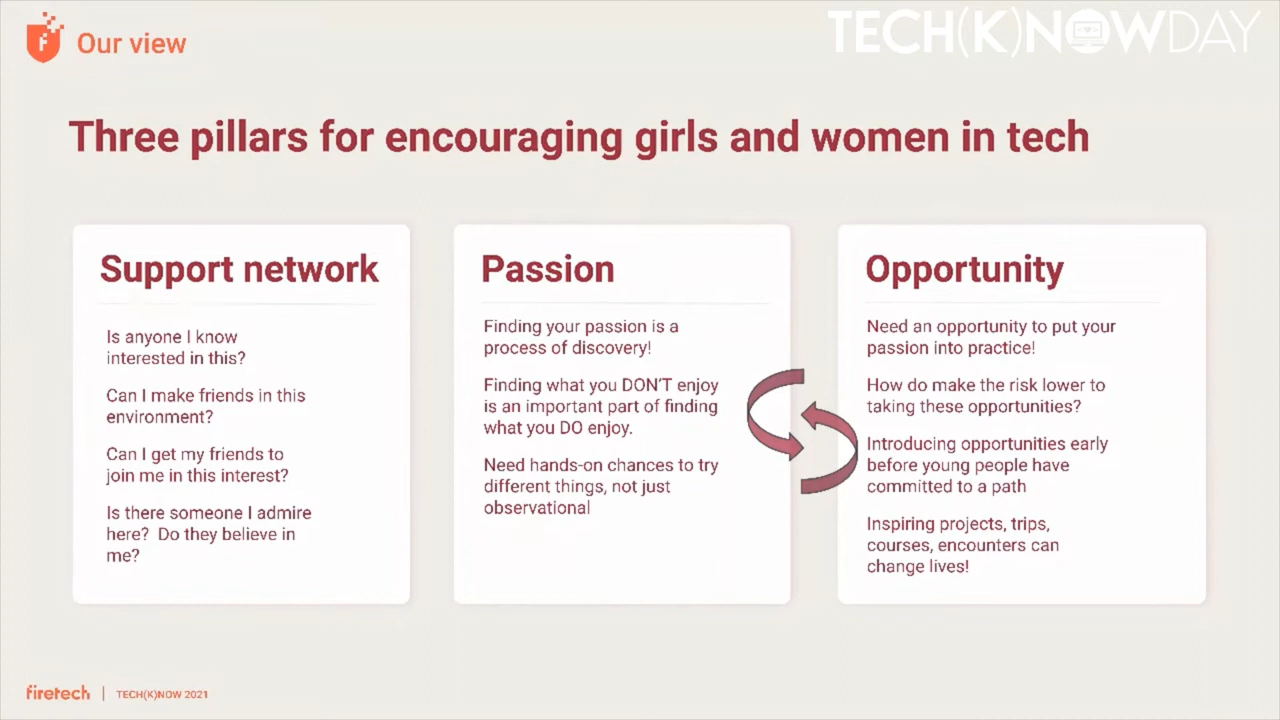 Our view
TECH(K)NOWDAY
Three pillars for encouraging girls and women in tech
Support network
Is anyone I know
interested in this?
Can I make friends in this
environment?
Can I get my friends to
join me in this interest?
Is there someone I admire
here?  Do they believe in
me?
Passion
Finding your passion is a
process of discovery!
Finding what you DON'T enjoy
is an important part of finding
what you DO enjoy.
Need hands-on chances to try
different things, not just
observational
Opportunity
Need an opportunity to put your
passion into practice!
How do make the risk lower to
taking these opportunities?
Introducing opportunities early
before young people have
committed to a path
Inspiring projects, trips,
courses, encounters can
change lives!
firetech | TECH(K)NOW 2021